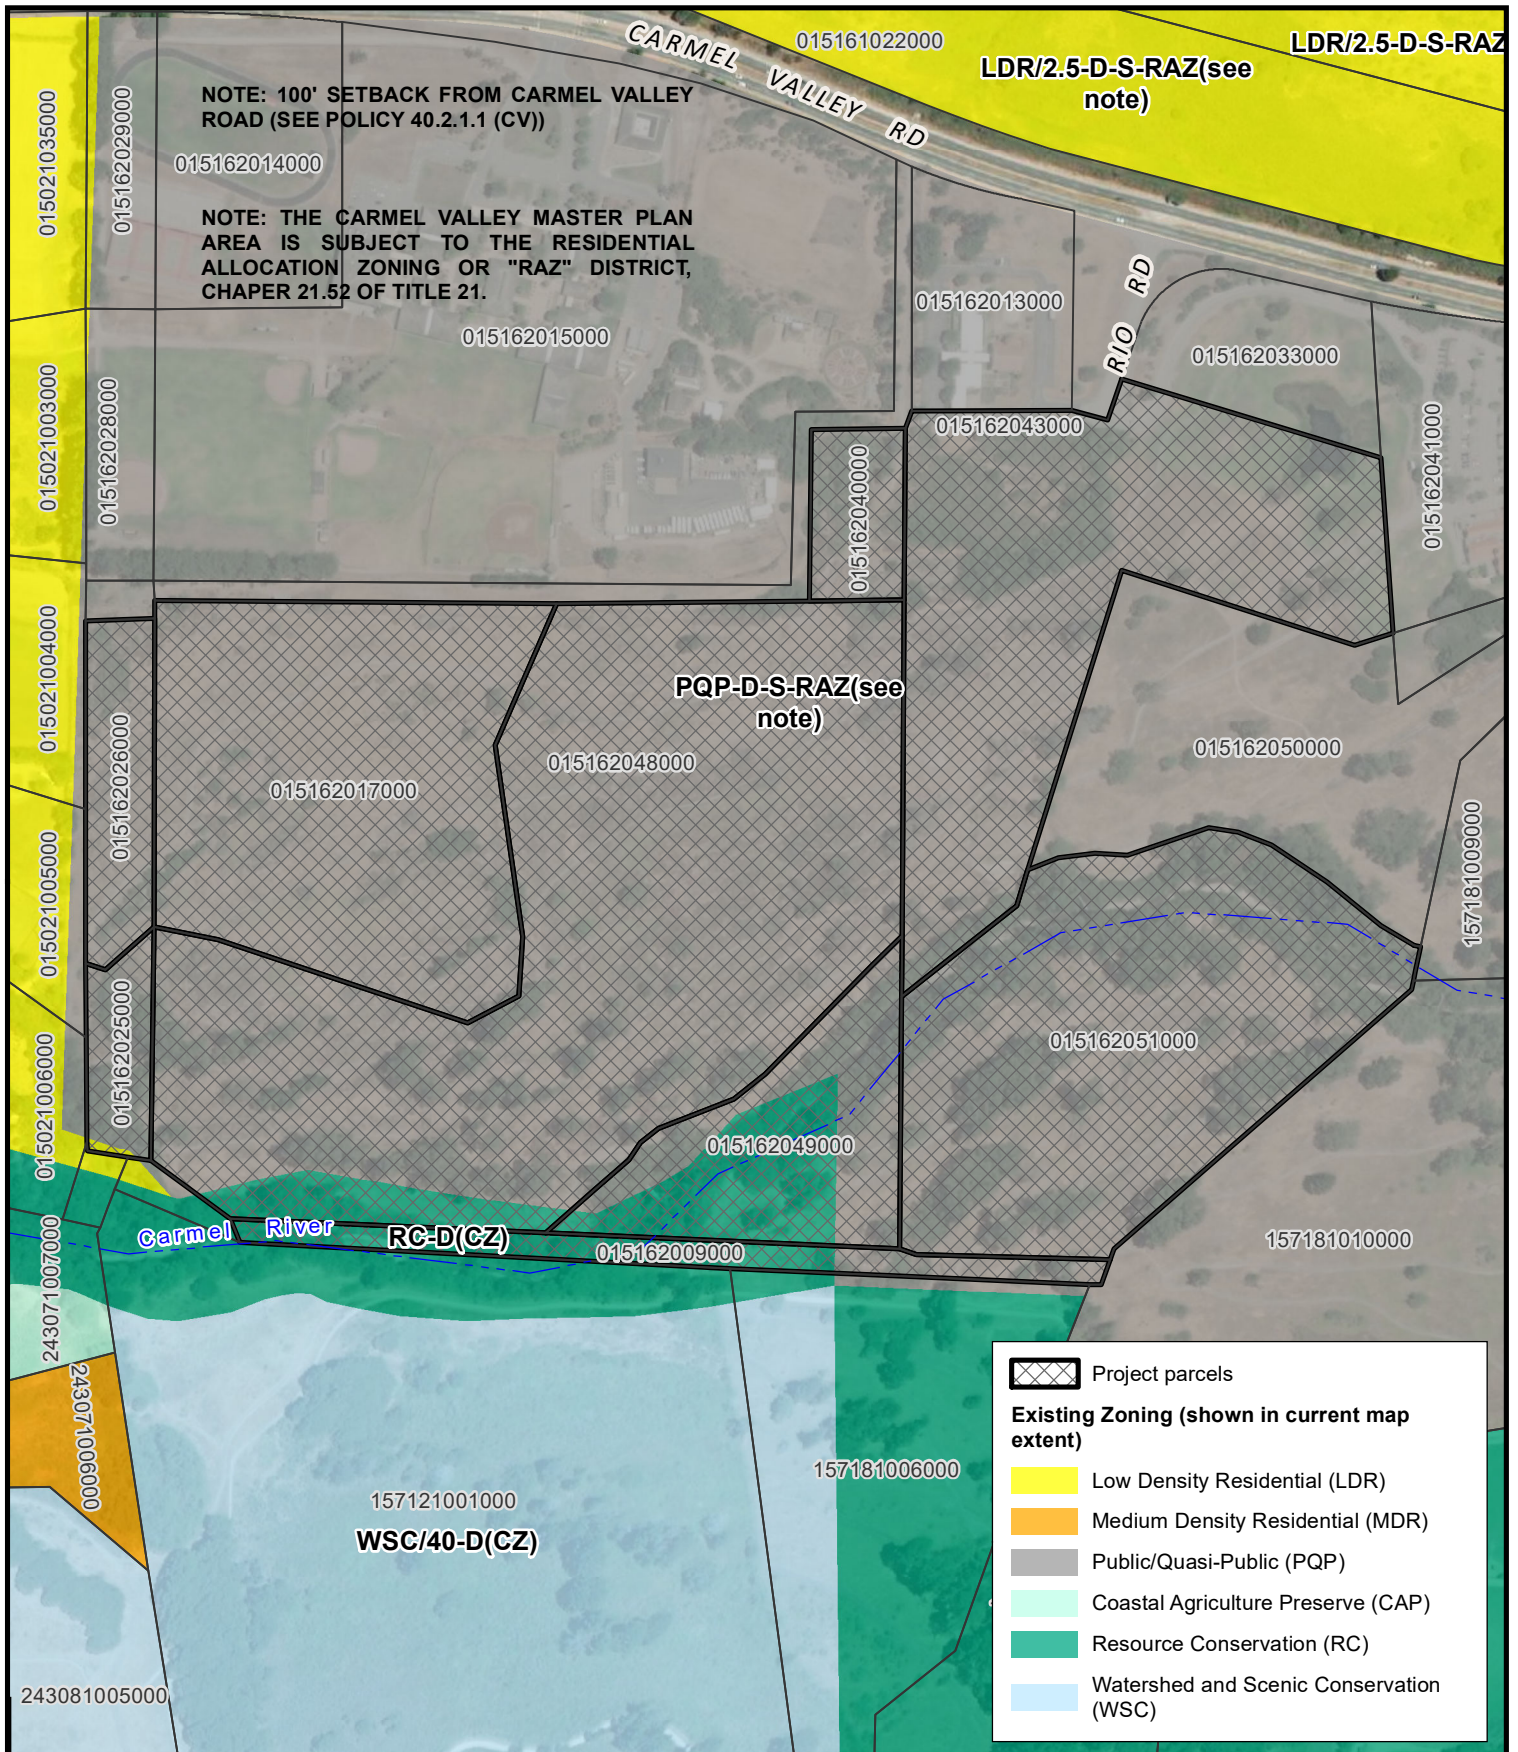 CARMEL VALLEY RD
015161022000
LDR/2.5-D-S-RAZ
LDR/2.5-D-S-RAZ(see
note)
NOTE: 100' SETBACK FROM CARMEL VALLEY
ROAD (SEE POLICY 40.2.1.1 (CV))
015021035000
015162029000
015162014000
NOTE: THE CARMEL VALLEY MASTER PLAN
AREA IS SUBJECT TO THE RESIDENTIAL
ALLOCATION ZONING OR "RAZ" DISTRICT,
CHAPER 21.52 OF TITLE 21.
015162015000
015162013000
RIO RD
015162033000
015021003000
015162028000
015162043000
015162040000
015162041000
015021004000
PQP-D-S-RAZ(see
note)
015162026000
015162017000
015162048000
015162050000
015021005000
157181009000
015162025000
015162051000
015021006000
015162049000
Carmel River
RC-D(CZ)
015162009000
157181010000
243071007000
243071006000
157181006000
157121001000
WSC/40-D(CZ)
243081005000
Project parcels
Existing Zoning (shown in current map
extent)
Low Density Residential (LDR)
Medium Density Residential (MDR)
Public/Quasi-Public (PQP)
Coastal Agriculture Preserve (CAP)
Resource Conservation (RC)
Watershed and Scenic Conservation
(WSC)